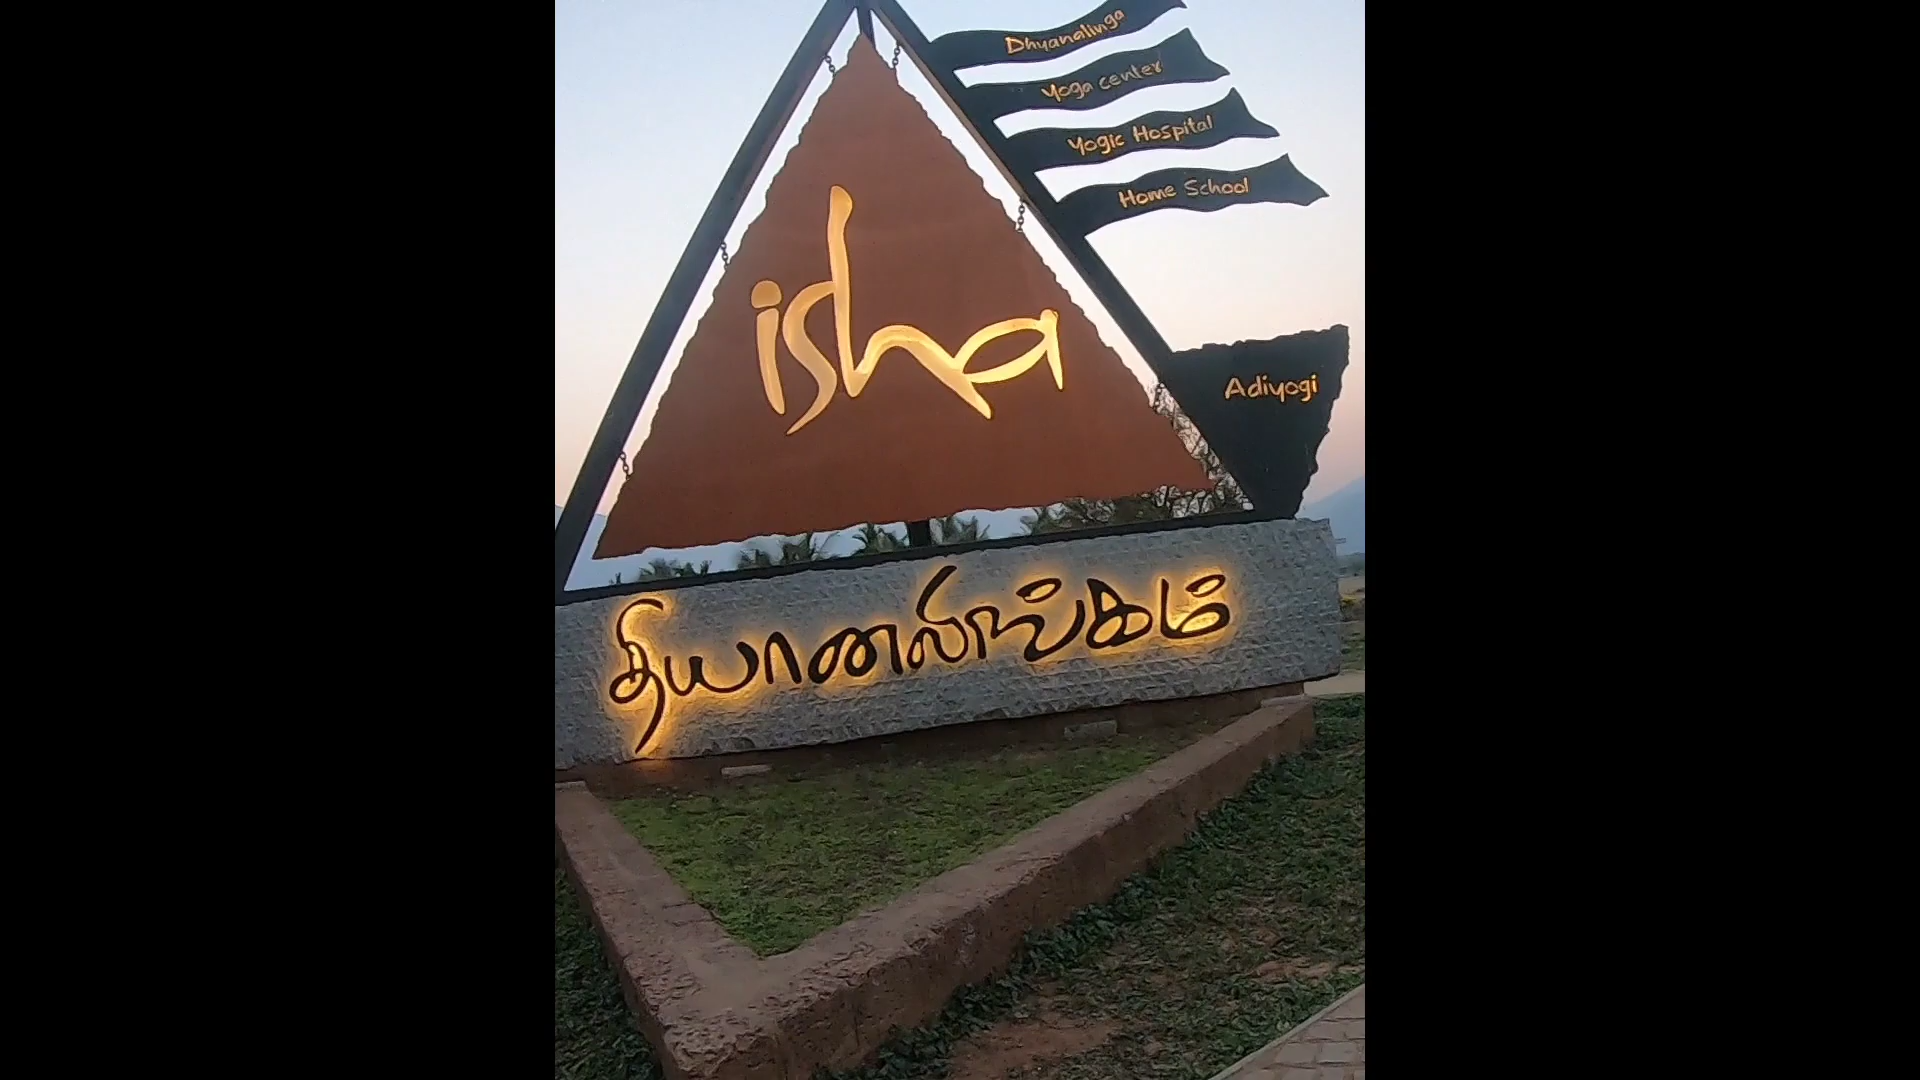 Dhyanalinga
Yoga center
Yogic Hospital
Home School
isha
Adiyogi
தியானலிங்கம்